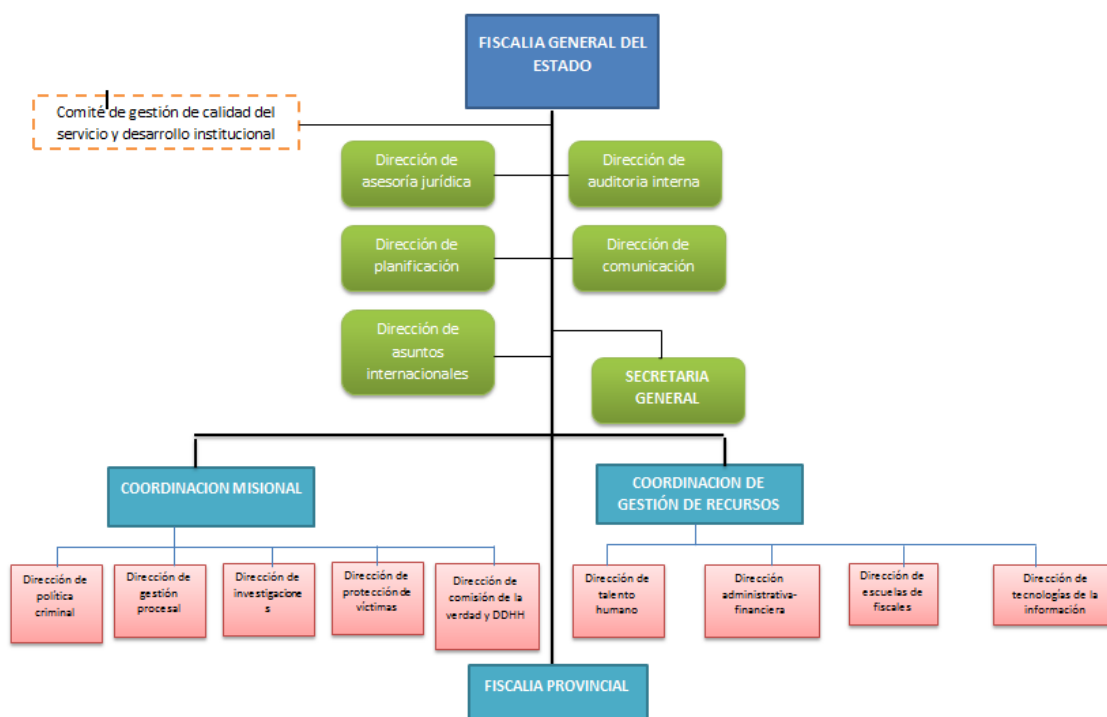 FISCALIA GENERAL DEL
ESTADO
Comité de gestión de calidad del
servicio y desarrollo institucional
Dirección de
asesoría jurídica
Dirección de
auditoria interna
Dirección de
planificación
Dirección de
comunicación
Dirección de
asuntos
internacionales
SECRETARIA
GENERAL
COORDINACION MISIONAL
COORDINACION DE
GESTIÓN DE RECURSOS
Dirección de
política
criminal
Dirección de
gestión
procesal
Dirección de
investigacione
s
Dirección de
protección de
víctimas
Dirección de
comisión de la
verdad y DDHH
Dirección de
talento
humano
Dirección
administrativa-
financiera
Dirección de
escuelas de
fiscales
Dirección de
tecnologías de la
información
FISCALIA PROVINCIAL